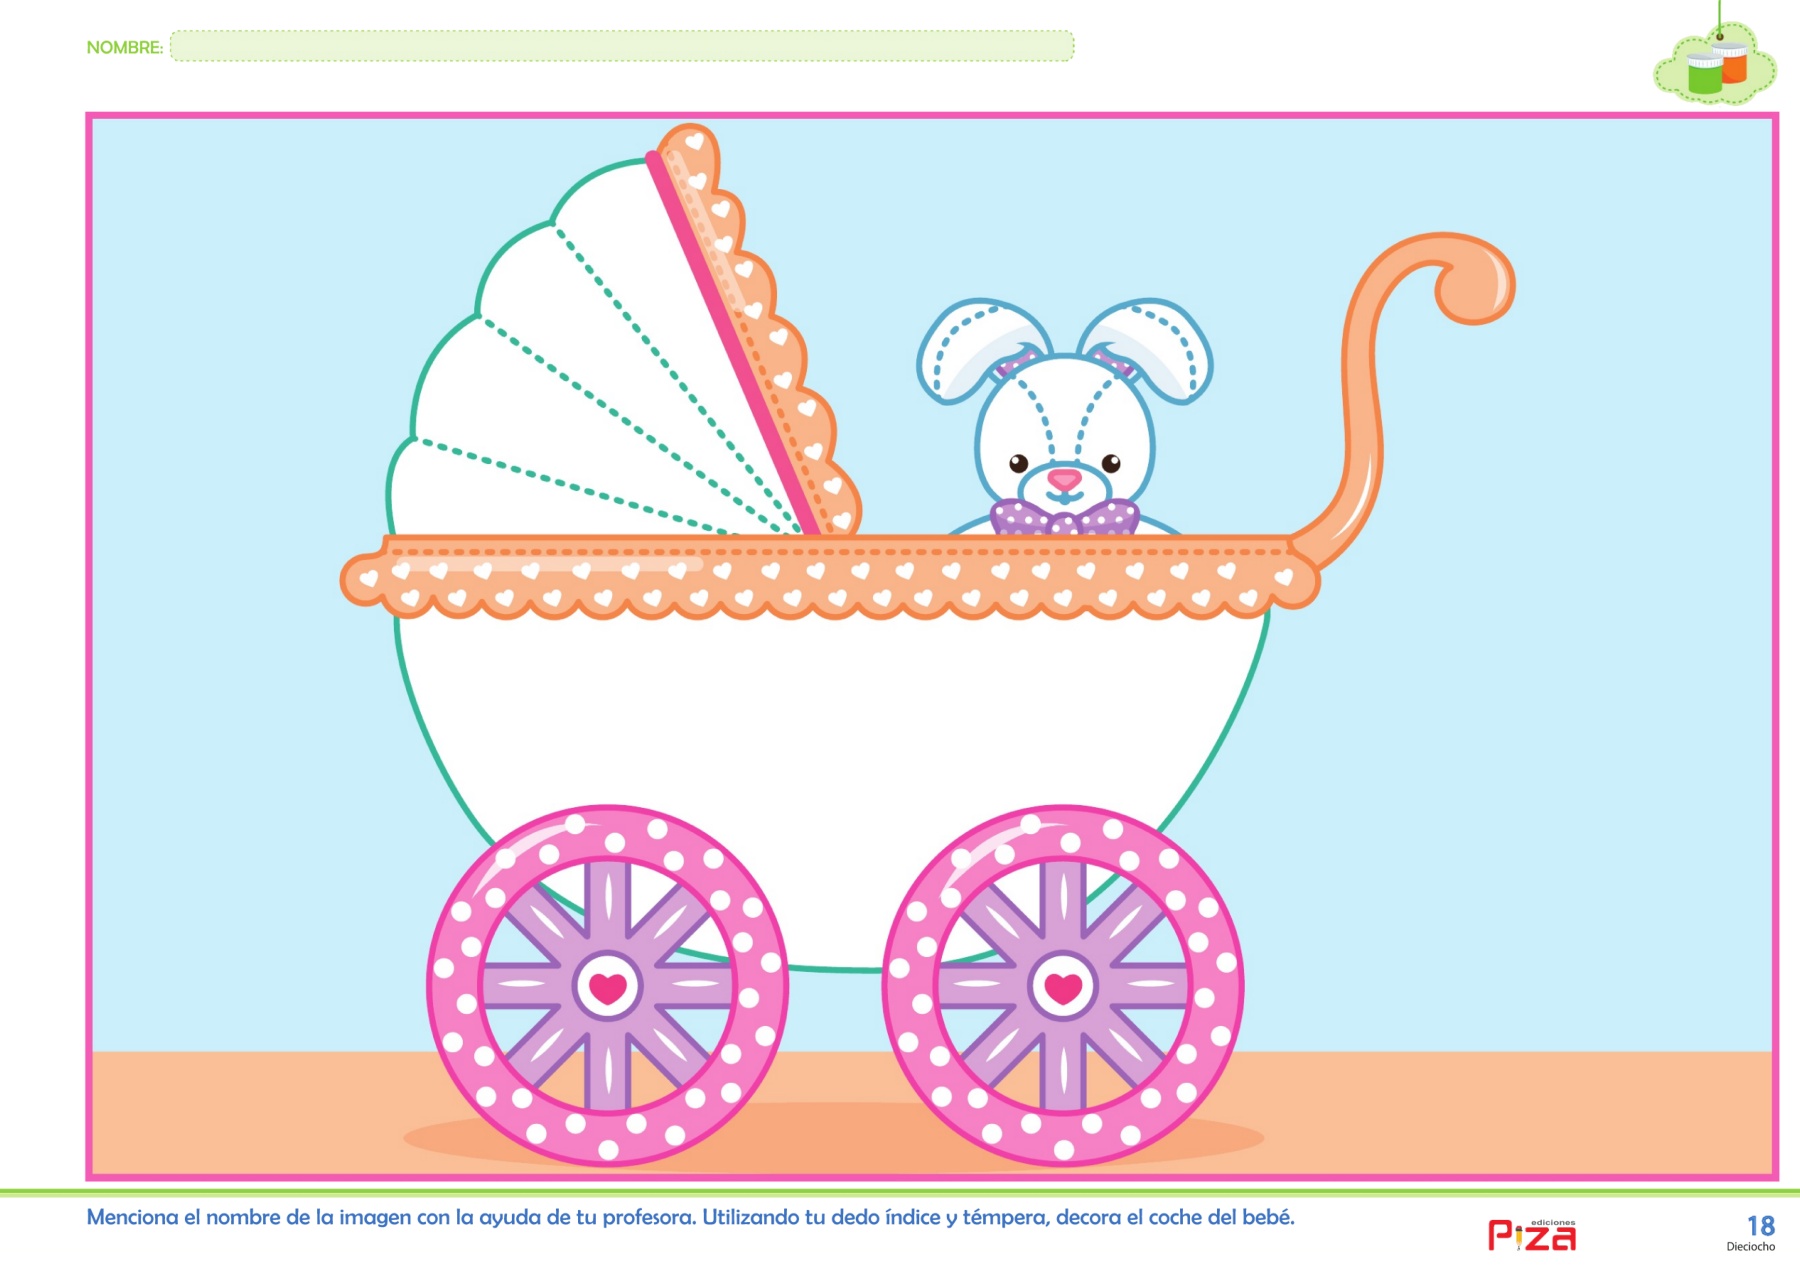 NOMBRE:
Menciona el nombre de la imagen con la ayuda de tu profesora. Utilizando tu dedo índice y témpera, decora el coche del bebé.
ediciones
Piza
18
Dieciocho